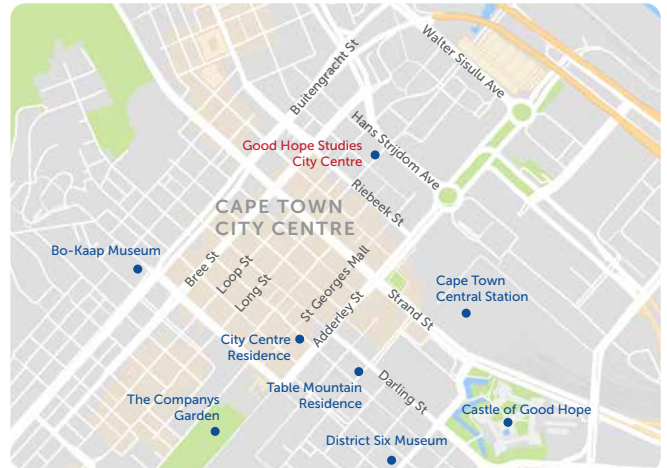 Walter Sisulu Ave
Buitengracht St
Hans Strijdom Ave
Good Hope Studies
City Centre
Riebeek St
CAPE TOWN
CITY CENTRE
Bo-Kaap Museum
Bree St
Loop St
Long St
St Georges Mall
Adderley St
Strand St
Cape Town
Central Station
City Centre
Residence
Table Mountain
Residence
Darling St
The Companys
Garden
Castle of Good Hope
District Six Museum